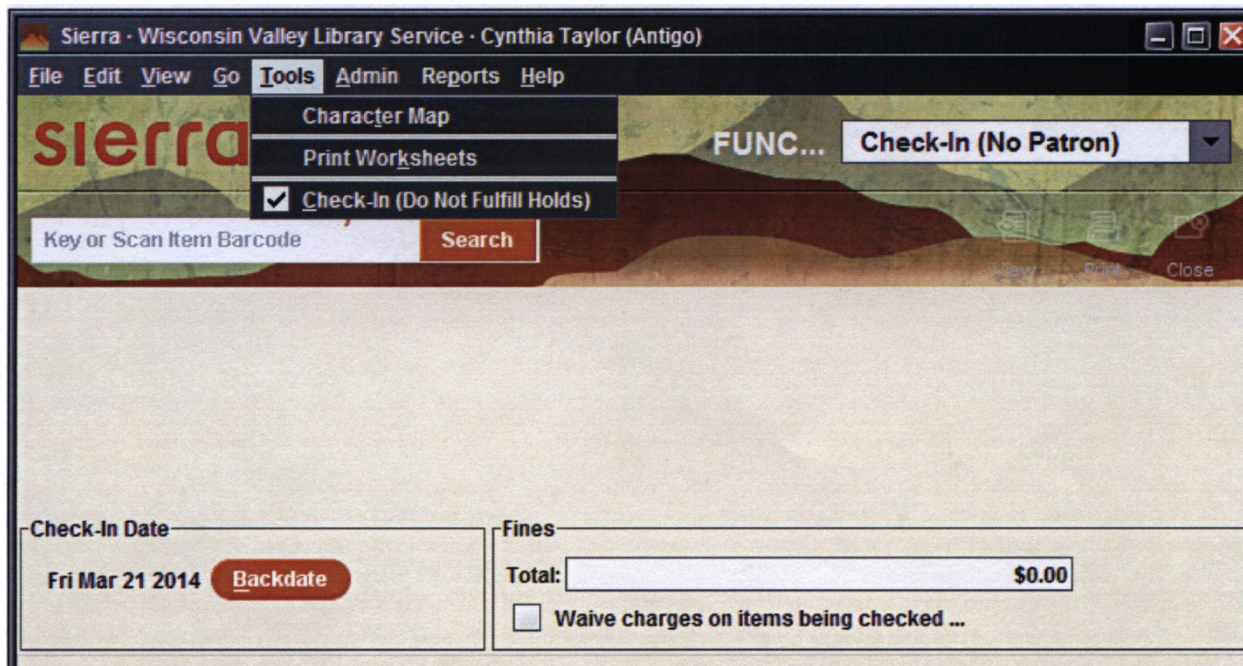 Sierra · Wisconsin Valley Library Service · Cynthia Taylor (Antigo)
File Edit View Go Tools Admin Reports Help
Character Map
sierra
FUNC... Check-In (No Patron)
Print Worksheets
Check-In (Do Not Fulfill Holds)
Key or Scan Item Barcode Search
View Print Close
Check-In Date
Fines
Fri Mar 21 2014 Backdate
Total: $0.00
Waive charges on items being checked ...